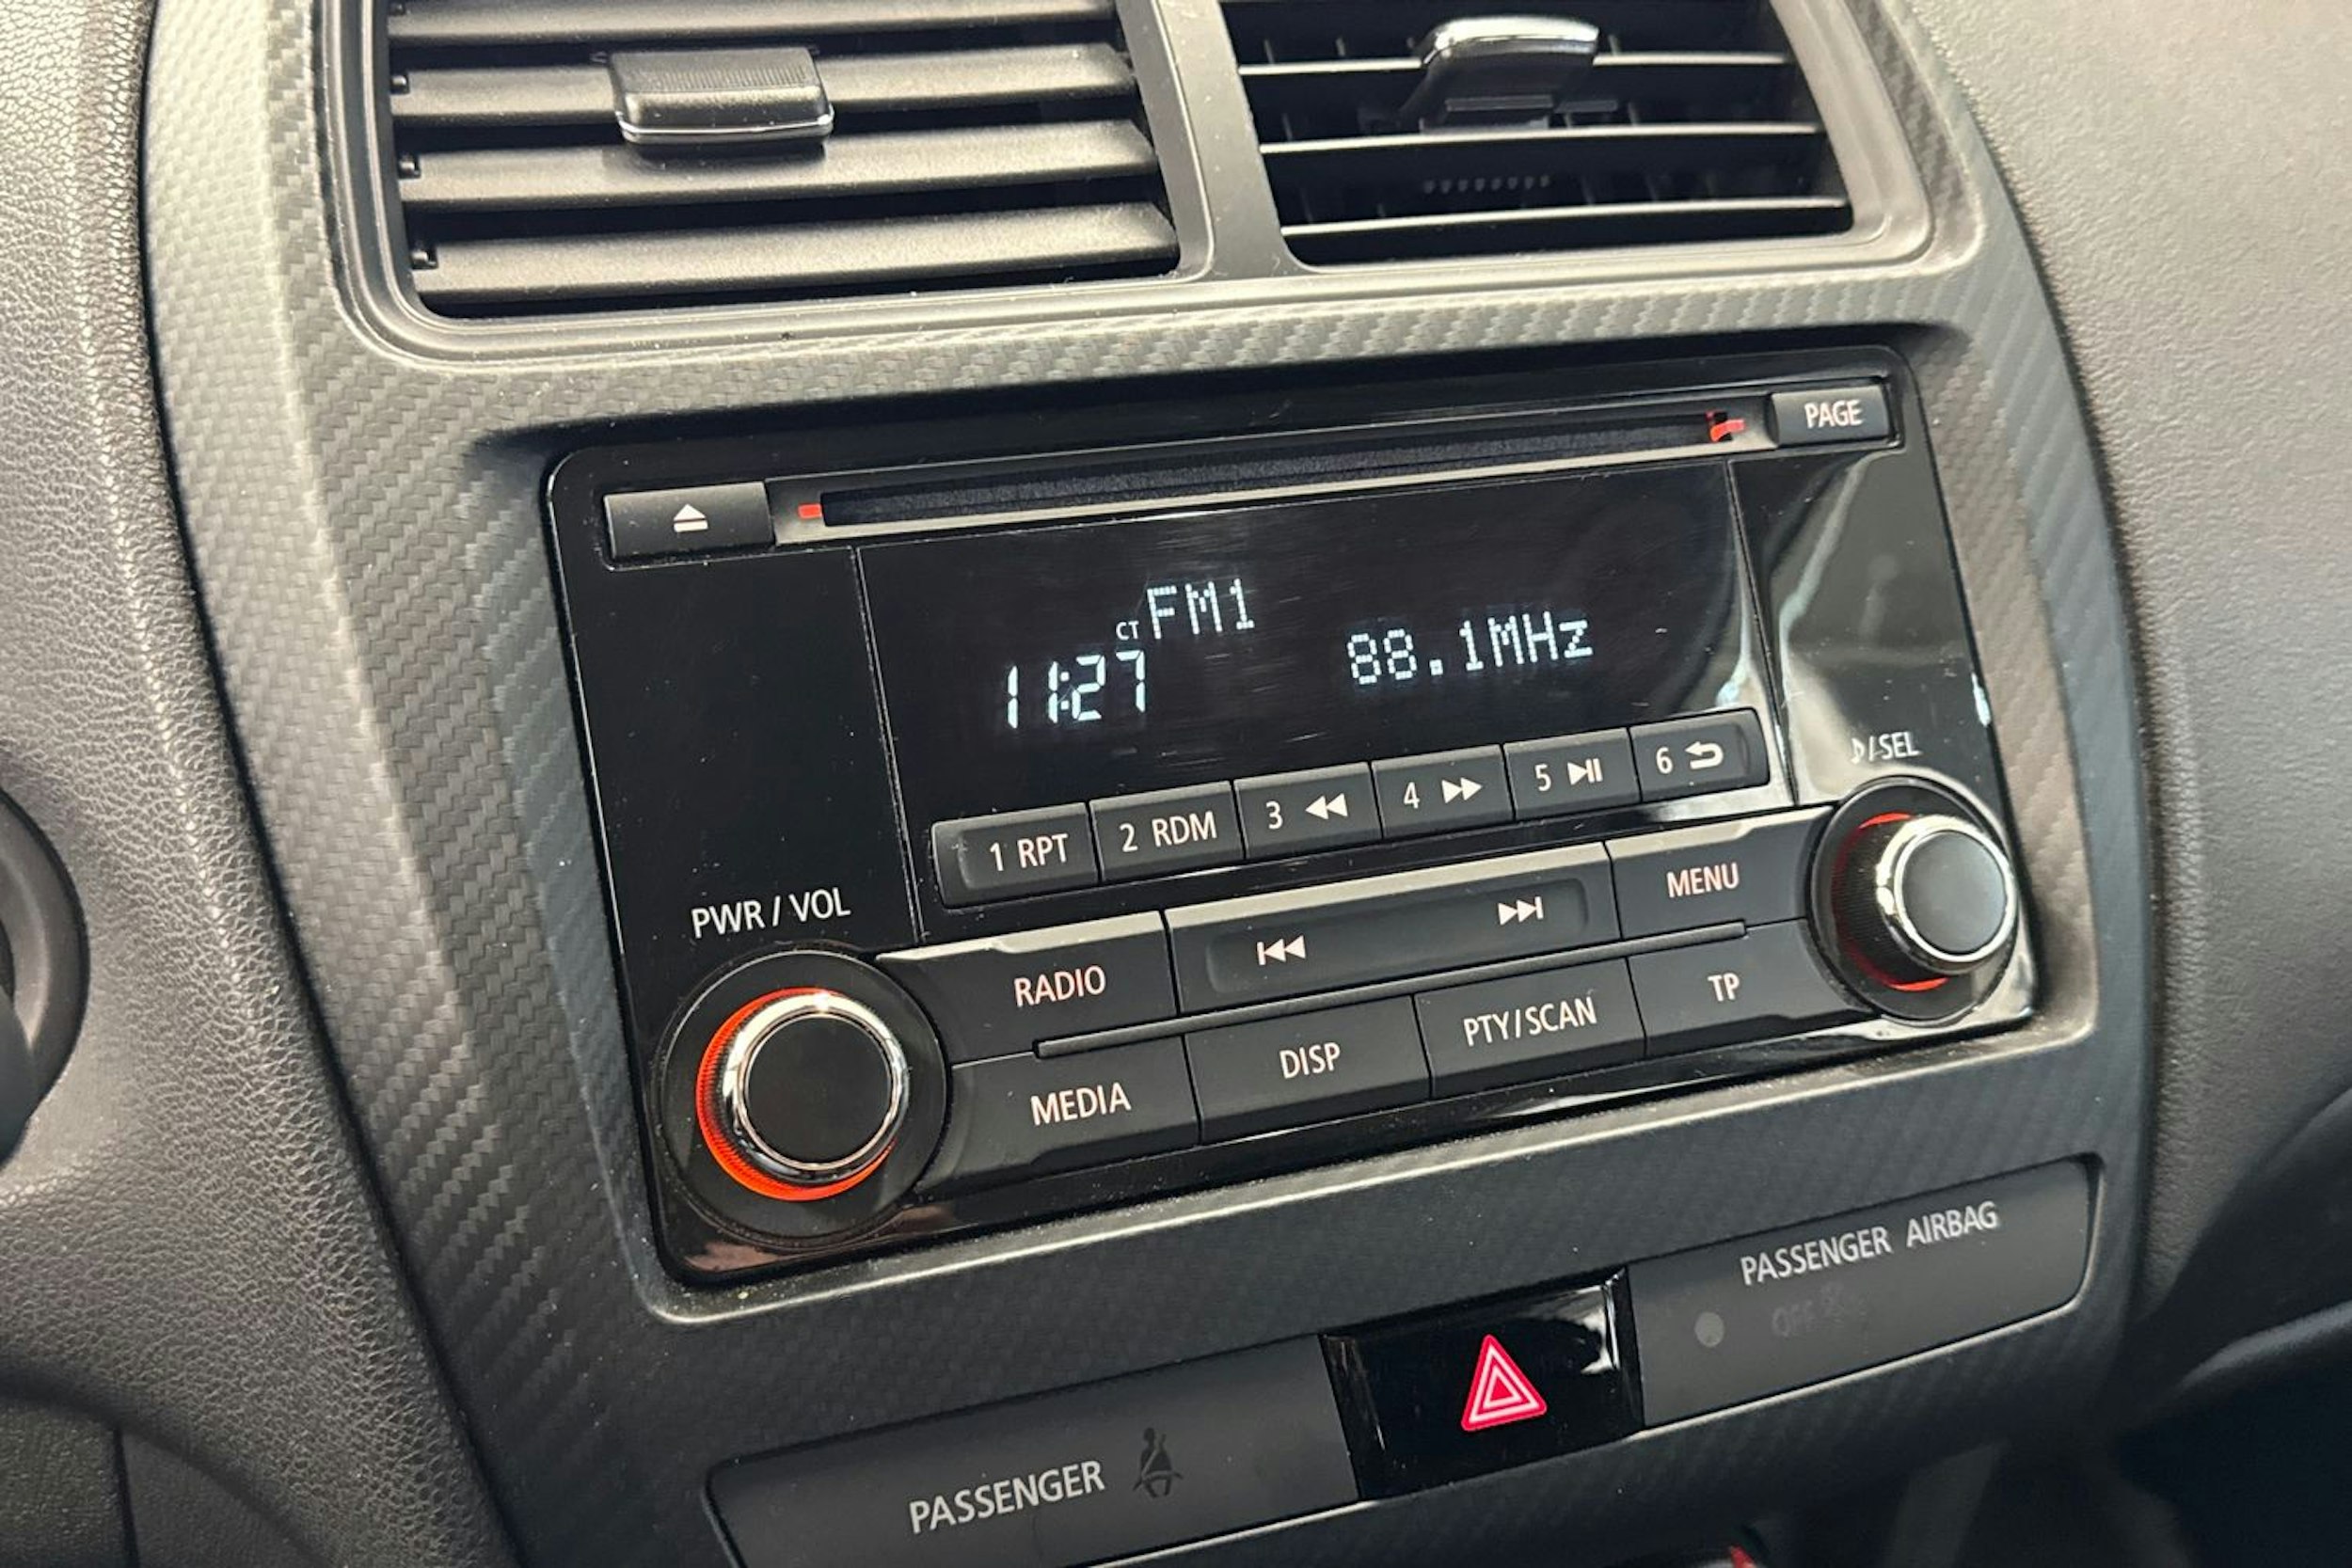 PAGE
CT FM1
11:27
88.1MHz
1 RPT
2 RDM
3
4
5
6
/SEL
PWR / VOL
RADIO
MENU
MEDIA
DISP
PTY/SCAN
TP
PASSENGER AIRBAG
OFF
PASSENGER